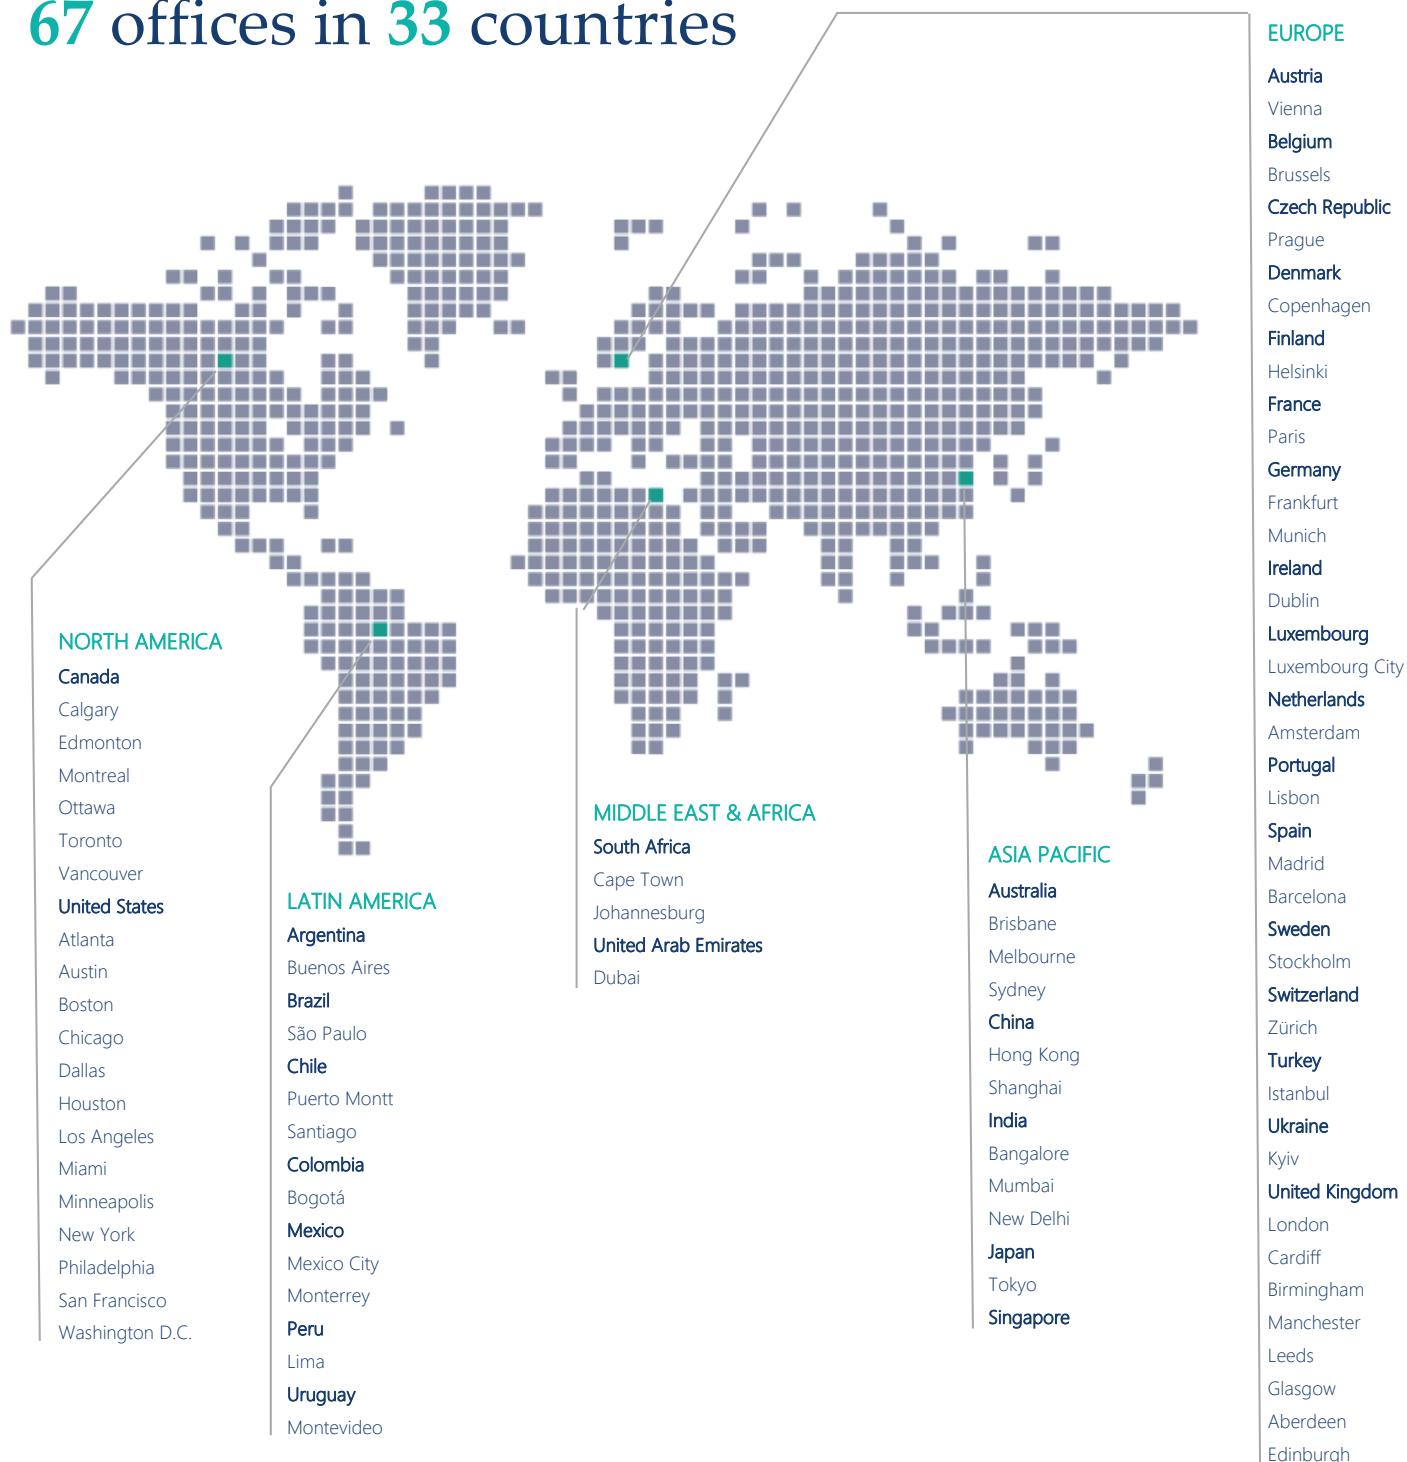 67 offices in 33 countries
NORTH AMERICA
Canada
Calgary
Edmonton
Montreal
Ottawa
Toronto
Vancouver
United States
Atlanta
Austin
Boston
Chicago
Dallas
Houston
Los Angeles
Miami
Minneapolis
New York
Philadelphia
San Francisco
Washington D.C.
LATIN AMERICA
Argentina
Buenos Aires
Brazil
São Paulo
Chile
Puerto Montt
Santiago
Colombia
Bogotá
Mexico
Mexico City
Monterrey
Peru
Lima
Uruguay
Montevideo
MIDDLE EAST & AFRICA
South Africa
Cape Town
Johannesburg
United Arab Emirates
Dubai
ASIA PACIFIC
Australia
Brisbane
Melbourne
Sydney
China
Hong Kong
Shanghai
India
Bangalore
Mumbai
New Delhi
Japan
Tokyo
Singapore
EUROPE
Austria
Vienna
Belgium
Brussels
Czech Republic
Prague
Denmark
Copenhagen
Finland
Helsinki
France
Paris
Germany
Frankfurt
Munich
Ireland
Dublin
Luxembourg
Luxembourg City
Netherlands
Amsterdam
Portugal
Lisbon
Spain
Madrid
Barcelona
Sweden
Stockholm
Switzerland
Zürich
Turkey
Istanbul
Ukraine
Kyiv
United Kingdom
London
Cardiff
Birmingham
Manchester
Leeds
Glasgow
Aberdeen
Edinburgh